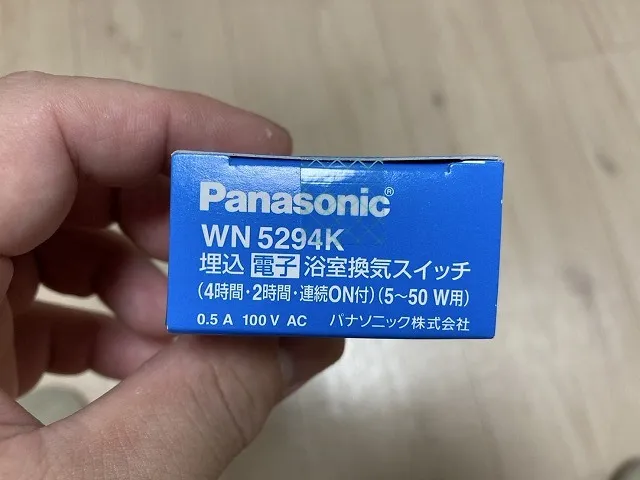 Panasonic®
WN 5294K
埋込 電子 浴室換気スイッチ
(4時間・2時間・連続ON付)(5〜50 W用)
0.5 A 100 V AC パナソニック株式会社